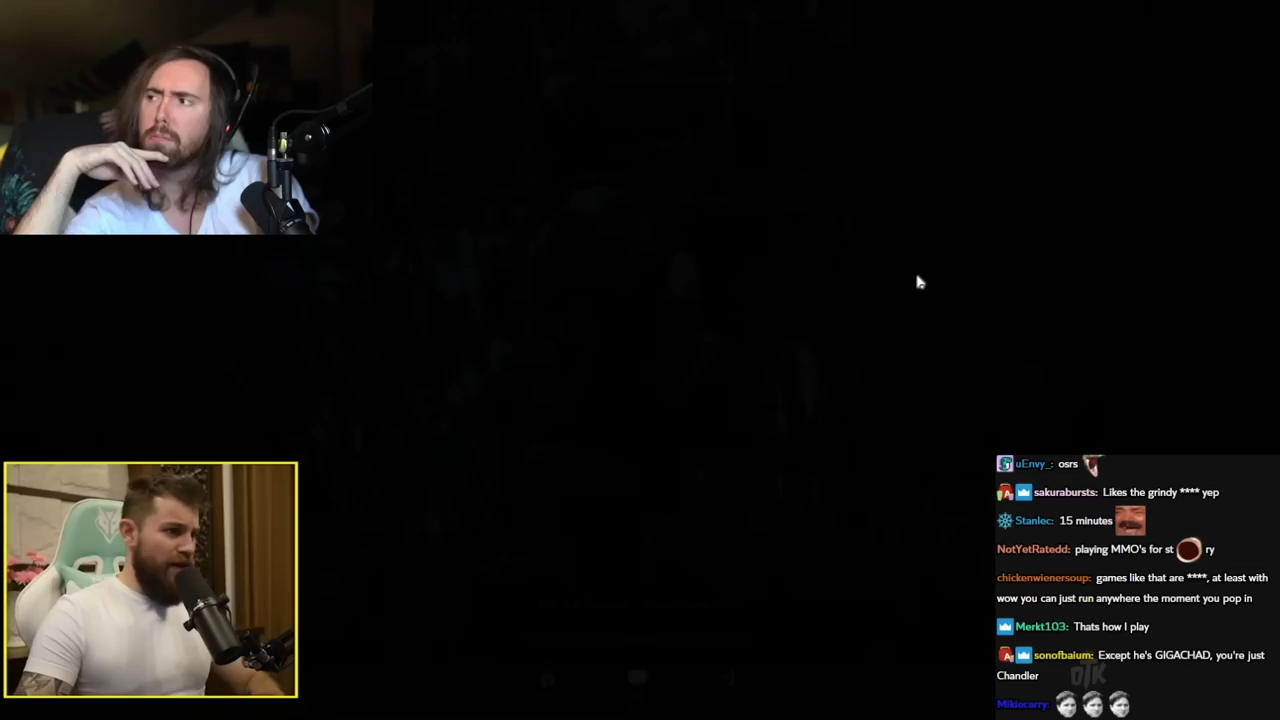 uEnvy_: osrs
sakurabursts: Likes the grindy **** yep
Stanlec: 15 minutes
NotYetRatedd: playing MMO's for st ry
chickenwienersoup: games like that are ****, at least with
wow you can just run anywhere the moment you pop in
Merkt103: Thats how I play
sonofbaium: Except he's GIGACHAD, you're just
Chandler
OTK
Mikiecarry: